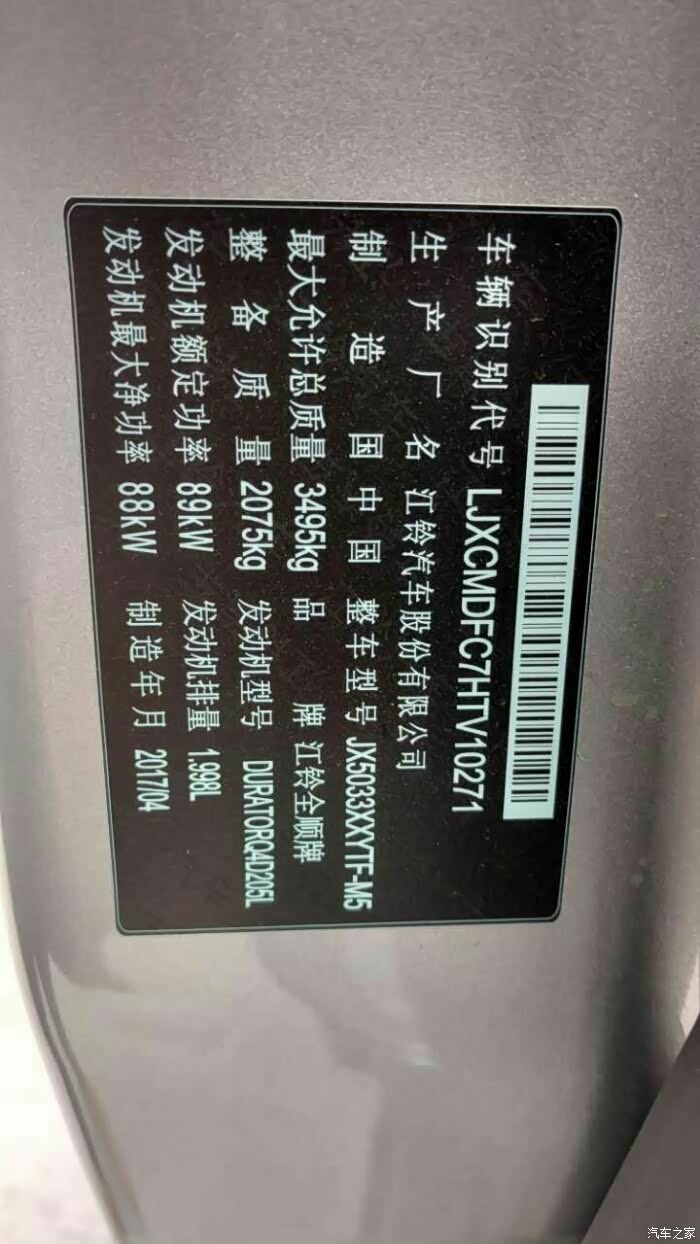 车辆识别代号 LJXCMDFC7HTV10271
生产厂名 江铃汽车股份有限公司
制造国 中国 整车型号 JX5033XXYTF-M5
最大允许总质量 3495kg 品牌 江铃全顺牌
整备质量 2075kg 发动机型号 DURATORQ4D205L
发动机额定功率 89kW 发动机排量 1.998L
发动机最大净功率 88kW 制造年月 2017/04
汽车之家